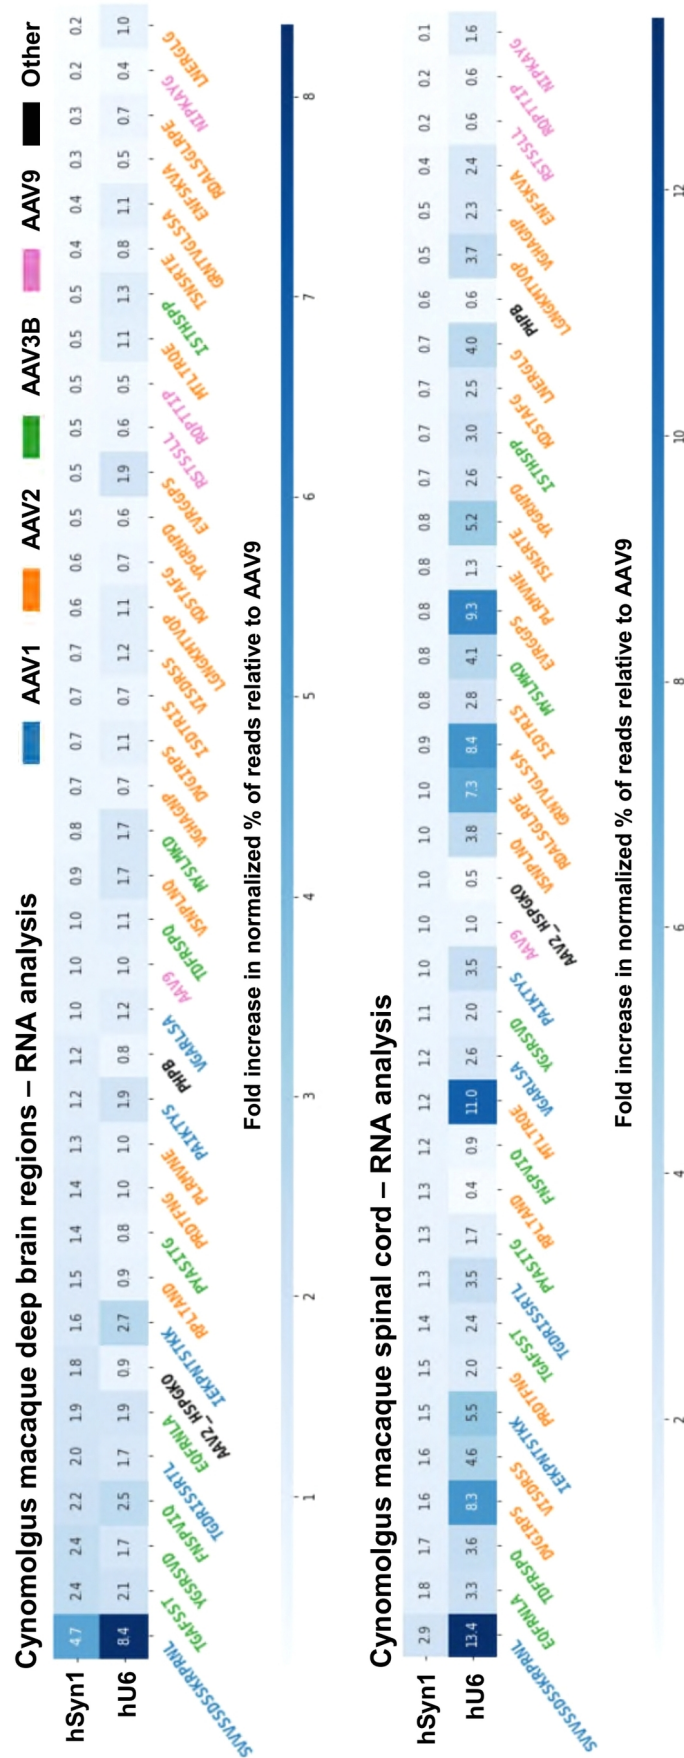 AAV1 AAV2 AAV3B AAV9 Other
Cynomolgus macaque deep brain regions – RNA analysis
hSyn1 4.7 2.4 2.4 2.2 2.0 1.9 1.8 1.6 1.5 1.4 1.4 1.3 1.2 1.2 1.0 1.0 1.0 0.9 0.8 0.7 0.7 0.7 0.7 0.6 0.6 0.5 0.5 0.5 0.5 0.5 0.5 0.4 0.4 0.3 0.3 0.2 0.2
hU6 8.4 2.1 1.7 2.5 1.7 1.9 0.9 2.7 0.9 0.8 1.0 1.0 1.9 0.8 1.2 1.0 1.1 1.7 1.7 0.7 1.1 0.7 1.2 1.1 0.7 0.6 1.9 0.6 0.5 1.1 1.3 0.8 1.1 0.5 0.7 0.4 1.0
SVVVSSDSSKRPRNL TGAFSST YGSRSVD FNSPVIQ TGDRISSRTL EQFRNLA AAV2_HSPGKO IEKPNTSTKK RPLTAND PYASITG PRDTFNG PLRMVNE PAIKTYS PHPB VGARLSA AAV9 TDFRSPQ VSNPLNQ MYSLMKD VGHAGNP DVGIRPS ISDTRIS VISDRSS LGNGKMTVQP KDSTAFG YPGRNPD EVRGGPS RSTSSLL RQPTTIP MTLTRQE ISTHSPP TSNSRTE GRNTVGLSSA ENFSKVA RDALSGLRPE NIPKAYG LNERGLG
Fold increase in normalized % of reads relative to AAV9
1 2 3 4 5 6 7 8
Cynomolgus macaque spinal cord – RNA analysis
hSyn1 2.9 1.8 1.7 1.6 1.6 1.5 1.5 1.4 1.3 1.3 1.3 1.2 1.2 1.2 1.1 1.0 1.0 1.0 1.0 1.0 0.9 0.8 0.8 0.8 0.8 0.8 0.7 0.7 0.7 0.7 0.6 0.5 0.5 0.4 0.2 0.2 0.1
hU6 13.4 3.3 3.6 8.3 4.6 5.5 2.0 2.4 3.5 1.7 0.4 0.9 11.0 2.6 2.0 3.5 1.0 0.5 3.8 7.3 8.4 2.8 4.1 9.3 1.3 5.2 2.6 3.0 2.5 4.0 0.6 3.7 2.3 2.4 0.6 0.6 1.6
SVVVSSDSSKRPRNL EQFRNLA TDFRSPQ DVGIRPS VISDRSS IEKPNTSTKK PRDTFNG TGAFSST TGDRISSRTL PYASITG RPLTAND FNSPVIQ MTLTRQE VGARLSA YGSRSVD PAIKTYS AAV9 AAV2_HSPGKO VSNPLNQ RDALSGLRPE GRNTVGLSSA ISDTRIS MYSLMKD EVRGGPS PLRMVNE TSNSRTE YPGRNPD ISTHSPP KDSTAFG LNERGLG PHPB LGNGKMTVQP VGHAGNP ENFSKVA RSTSSLL RQPTTIP NIPKAYG
Fold increase in normalized % of reads relative to AAV9
2 4 6 8 10 12